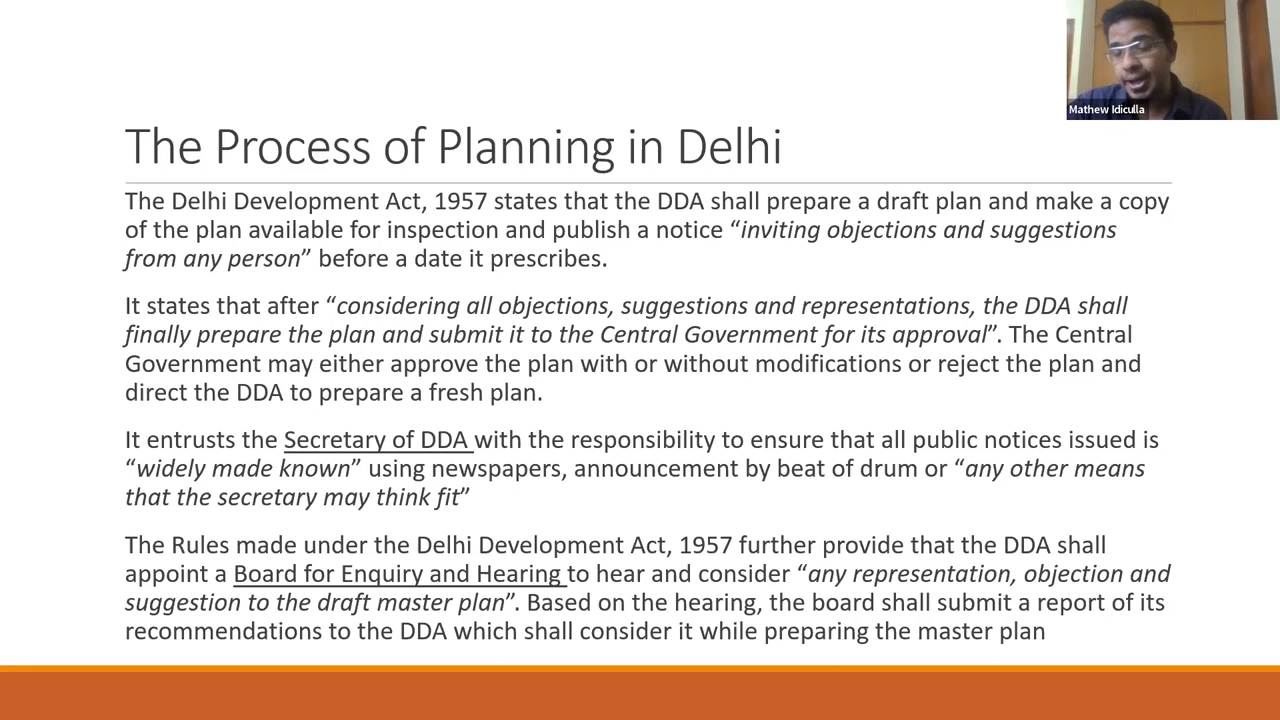 Mathew Idiculla
The Process of Planning in Delhi
The Delhi Development Act, 1957 states that the DDA shall prepare a draft plan and make a copy
of the plan available for inspection and publish a notice “inviting objections and suggestions
from any person” before a date it prescribes.
It states that after “considering all objections, suggestions and representations, the DDA shall
finally prepare the plan and submit it to the Central Government for its approval”. The Central
Government may either approve the plan with or without modifications or reject the plan and
direct the DDA to prepare a fresh plan.
It entrusts the Secretary of DDA with the responsibility to ensure that all public notices issued is
“widely made known” using newspapers, announcement by beat of drum or “any other means
that the secretary may think fit”
The Rules made under the Delhi Development Act, 1957 further provide that the DDA shall
appoint a Board for Enquiry and Hearing to hear and consider “any representation, objection and
suggestion to the draft master plan”. Based on the hearing, the board shall submit a report of its
recommendations to the DDA which shall consider it while preparing the master plan